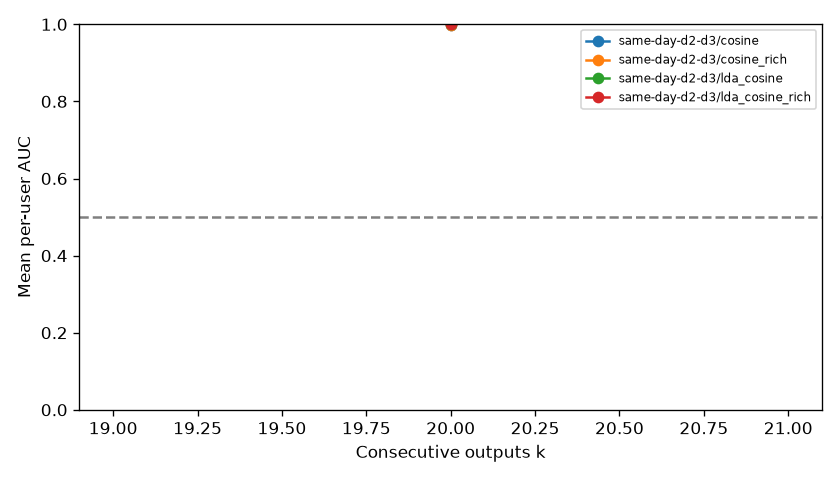 1.0
0.8
0.6
0.4
0.2
0.0
Mean per-user AUC
same-day-d2-d3/cosine
same-day-d2-d3/cosine_rich
same-day-d2-d3/lda_cosine
same-day-d2-d3/lda_cosine_rich
19.00 19.25 19.50 19.75 20.00 20.25 20.50 20.75 21.00
Consecutive outputs k